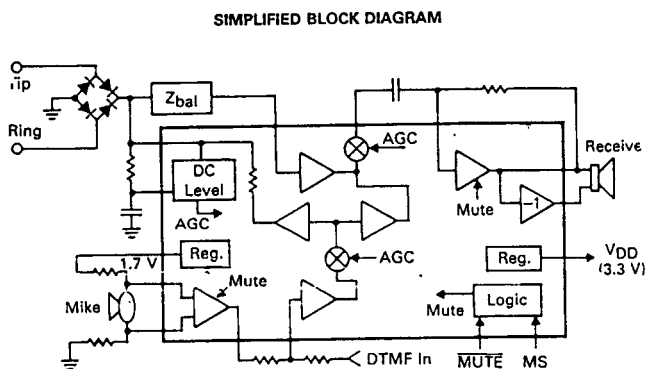 SIMPLIFIED BLOCK DIAGRAM
Tip
Zbal
Ring
AGC
Receive
DC
Level
Mute
-1
AGC
AGC
Reg.
Reg.
VDD
(3.3 V)
1.7 V
Mute
Mike
Mute
Logic
DTMF In
MUTE
MS